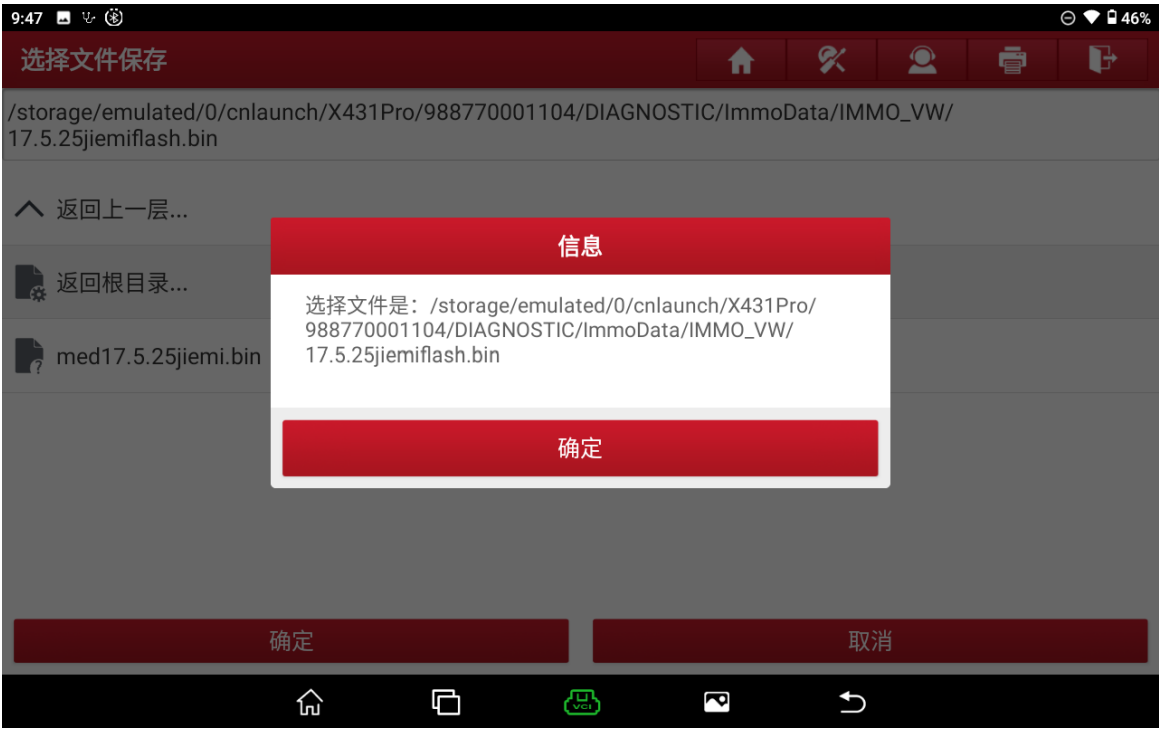 9:47
46%
选择文件保存
/storage/emulated/0/cnlaunch/X431Pro/988770001104/DIAGNOSTIC/ImmoData/IMMO_VW/
17.5.25jiemiflash.bin
返回上一层...
返回根目录...
med17.5.25jiemi.bin
信息
选择文件是：/storage/emulated/0/cnlaunch/X431Pro/
988770001104/DIAGNOSTIC/ImmoData/IMMO_VW/
17.5.25jiemiflash.bin
确定
确定
取消
VCI